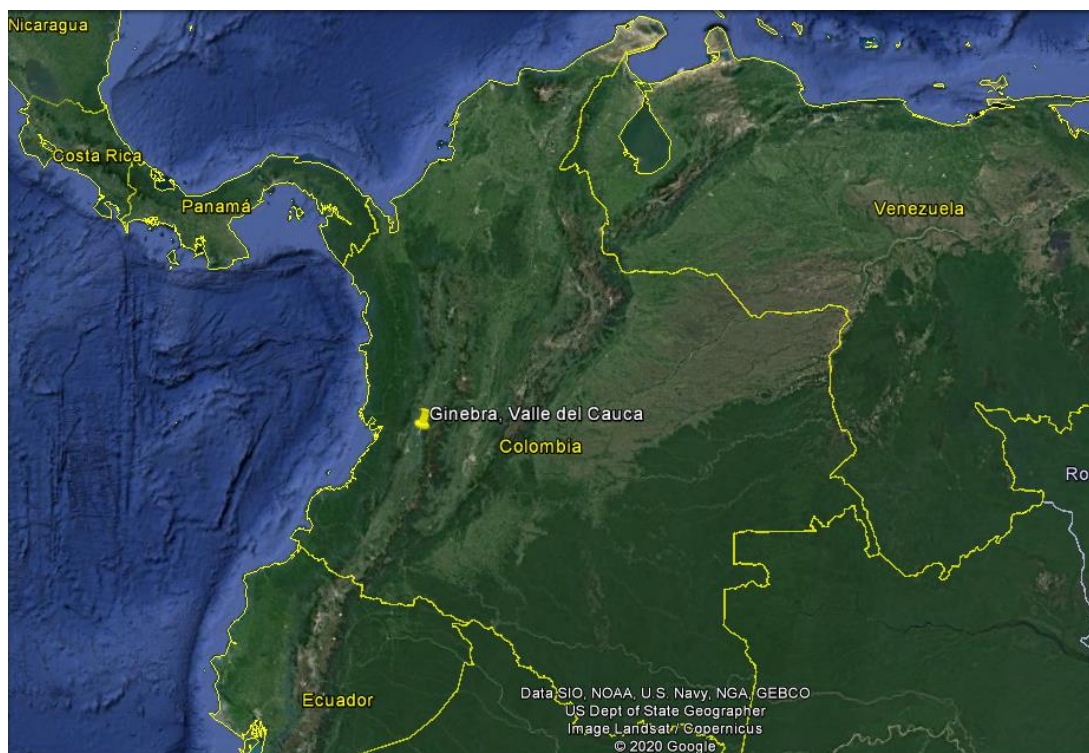 Nicaragua
Costa Rica
Panamá
Venezuela
Ginebra, Valle del Cauca
Colombia
Ro
Ecuador
Data SIO, NOAA, U.S. Navy, NGA, GEBCO
US Dept of State Geographer
Image Landsat / Copernicus
© 2020 Google